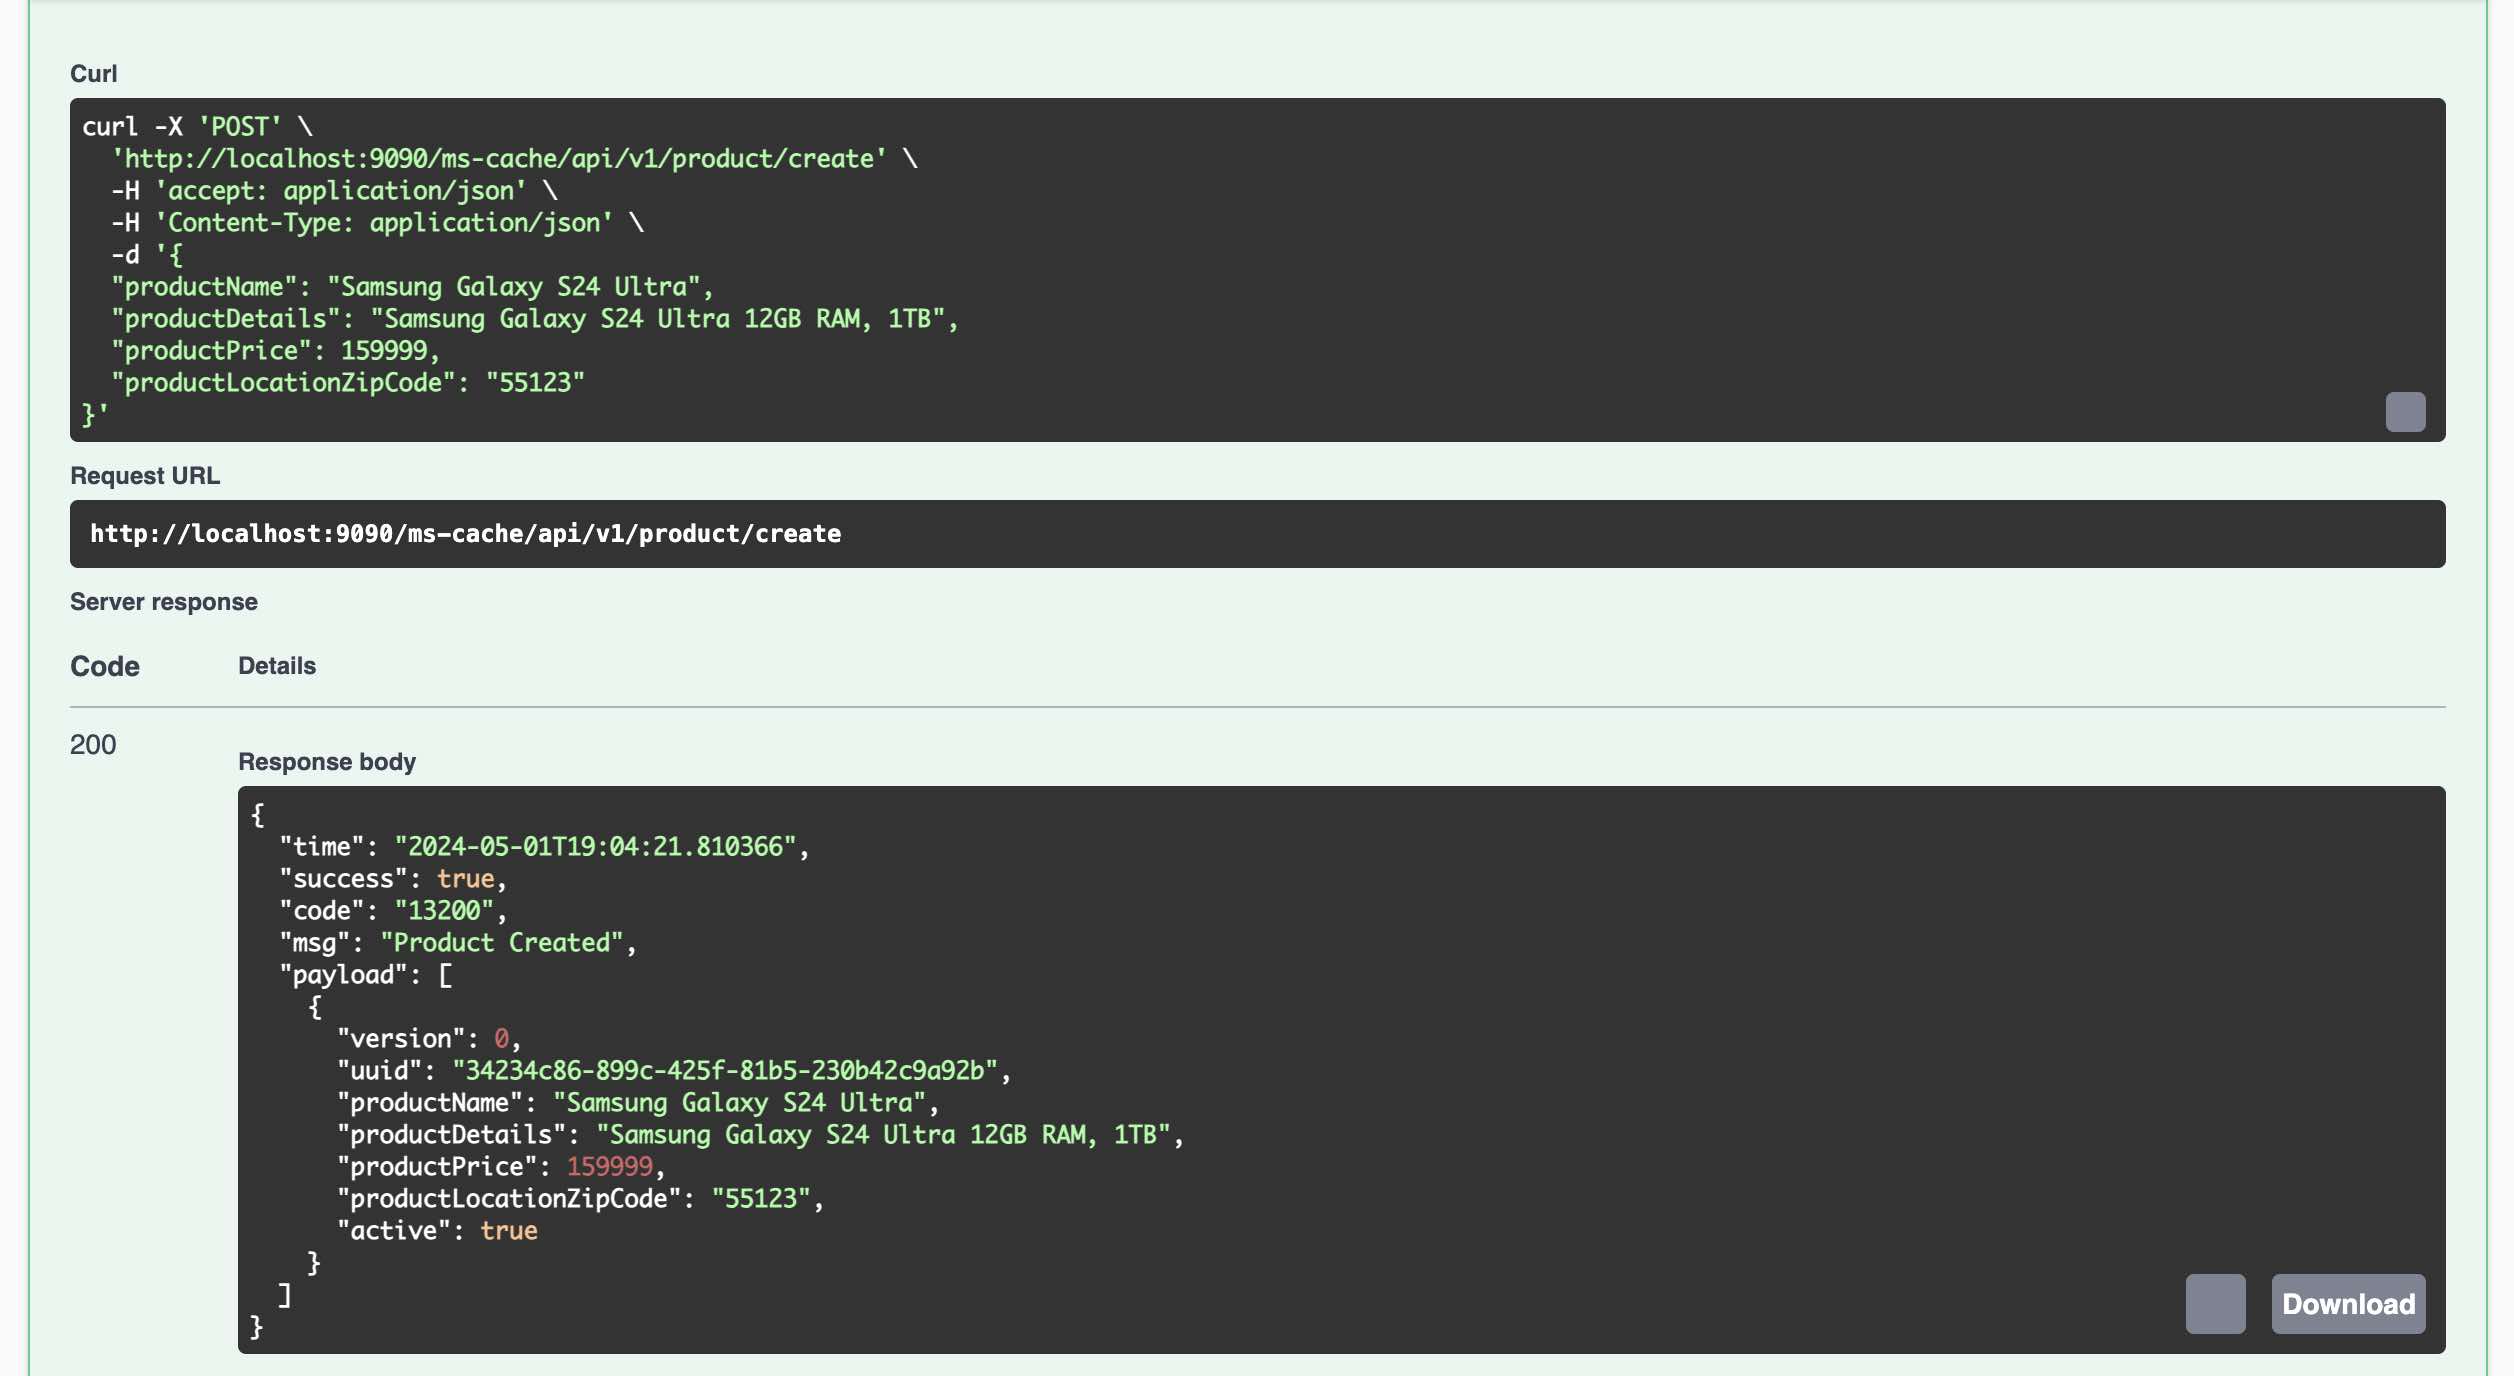 Curl
curl -X 'POST' \
  'http://localhost:9090/ms-cache/api/v1/product/create' \
  -H 'accept: application/json' \
  -H 'Content-Type: application/json' \
  -d '{
  "productName": "Samsung Galaxy S24 Ultra",
  "productDetails": "Samsung Galaxy S24 Ultra 12GB RAM, 1TB",
  "productPrice": 159999,
  "productLocationZipCode": "55123"
}'
Request URL
http://localhost:9090/ms-cache/api/v1/product/create
Server response
Code Details
200
Response body
{
  "time": "2024-05-01T19:04:21.810366",
  "success": true,
  "code": "13200",
  "msg": "Product Created",
  "payload": [
    {
      "version": 0,
      "uuid": "34234c86-899c-425f-81b5-230b42c9a92b",
      "productName": "Samsung Galaxy S24 Ultra",
      "productDetails": "Samsung Galaxy S24 Ultra 12GB RAM, 1TB",
      "productPrice": 159999,
      "productLocationZipCode": "55123",
      "active": true
    }
  ]
}
Download